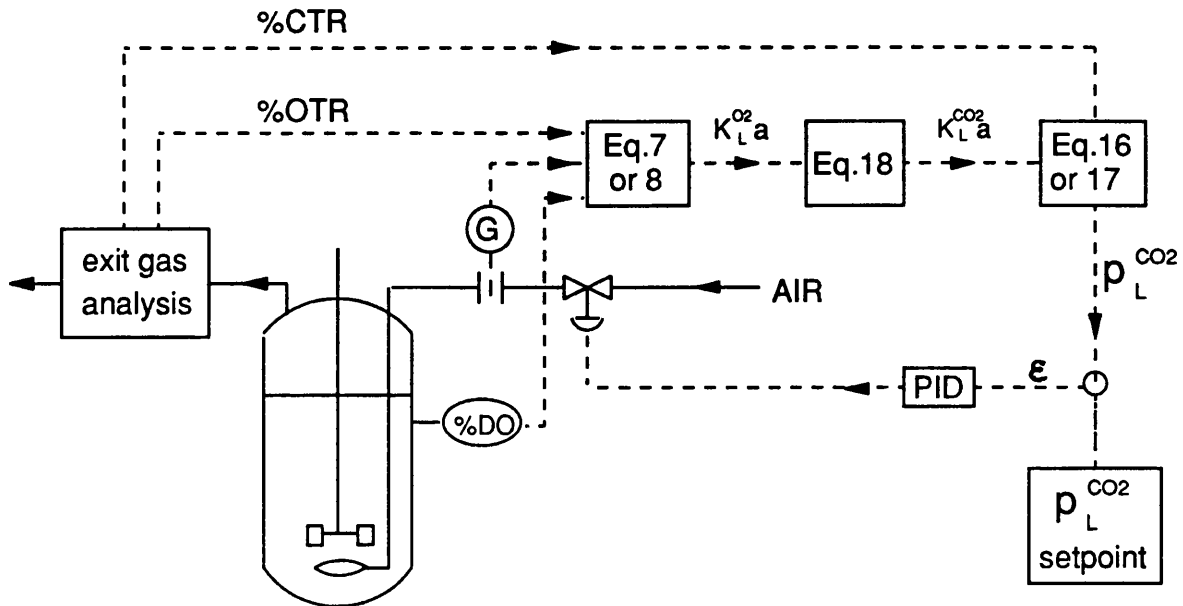 %CTR
%OTR
Eq.7
or 8
K_L^O2 a
Eq.18
K_L^CO2 a
Eq.16
or 17
G
exit gas
analysis
AIR
p_L^CO2
ε
PID
%DO
p_L^CO2
setpoint